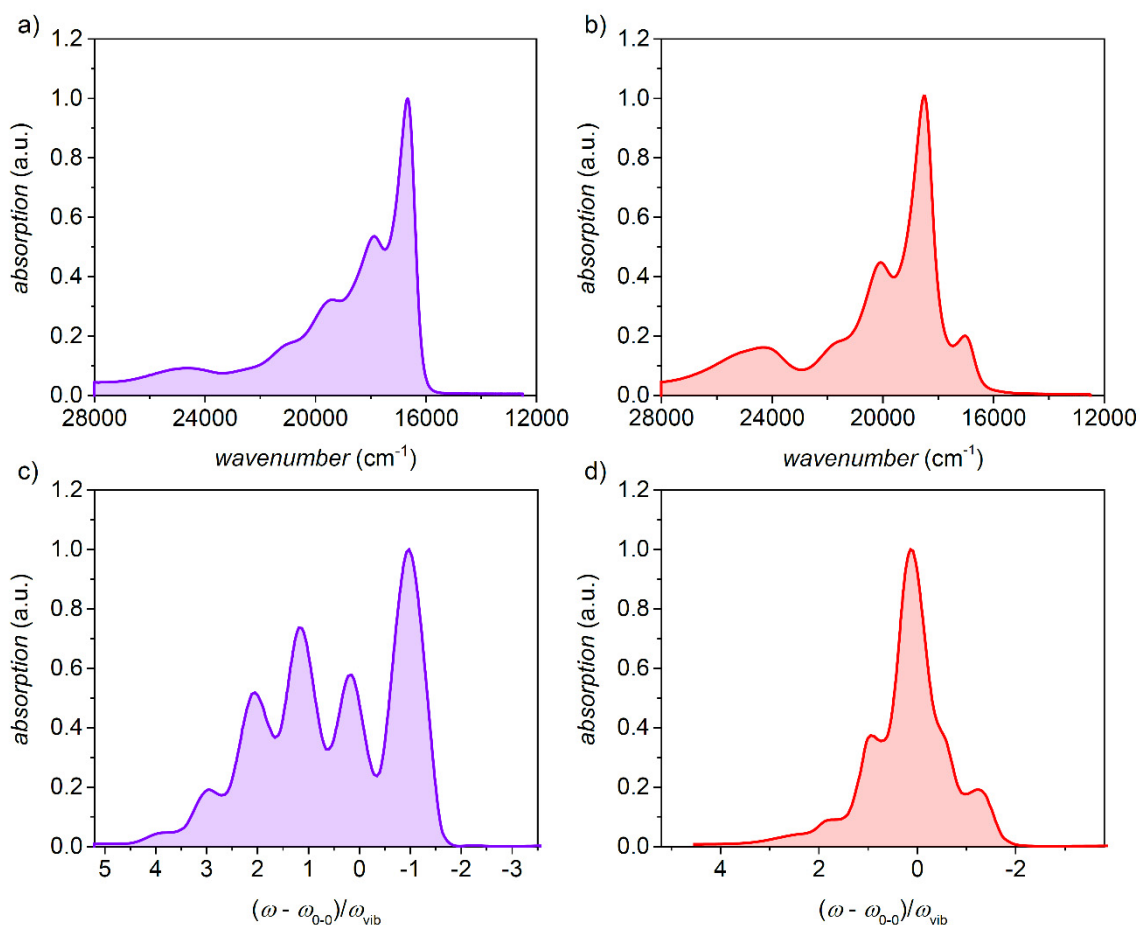 a)
1.2
1.0
0.8
0.6
0.4
0.2
0.0
absorption (a.u.)
28000 24000 20000 16000 12000
wavenumber (cm⁻¹)
b)
1.2
1.0
0.8
0.6
0.4
0.2
0.0
absorption (a.u.)
28000 24000 20000 16000 12000
wavenumber (cm⁻¹)
c)
1.2
1.0
0.8
0.6
0.4
0.2
0.0
absorption (a.u.)
5 4 3 2 1 0 -1 -2 -3
(ω - ω₀₋₀)/ω_vib
d)
1.2
1.0
0.8
0.6
0.4
0.2
0.0
absorption (a.u.)
4 2 0 -2
(ω - ω₀₋₀)/ω_vib